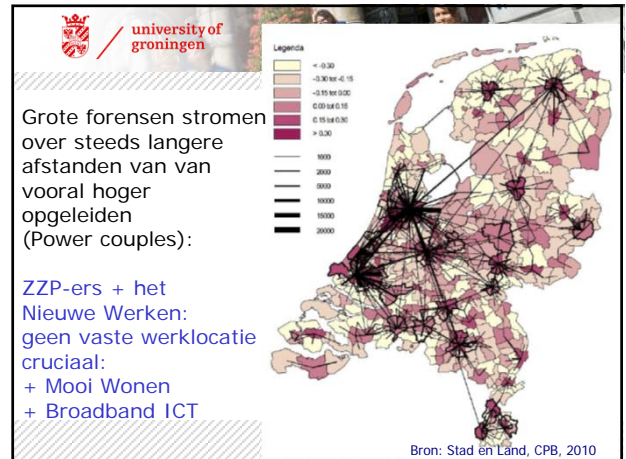 university of
groningen
Grote forensen stromen
over steeds langere
afstanden van van
vooral hoger
opgeleiden
(Power couples):
ZZP-ers + het
Nieuwe Werken:
geen vaste werklocatie
cruciaal:
+ Mooi Wonen
+ Broadband ICT
Legenda
< -0.30
-0.30 tot -0.15
-0.15 tot 0.00
0.00 tot 0.15
0.15 tot 0.30
> 0.30
1000
2000
5000
10000
15000
20000
Bron: Stad en Land, CPB, 2010